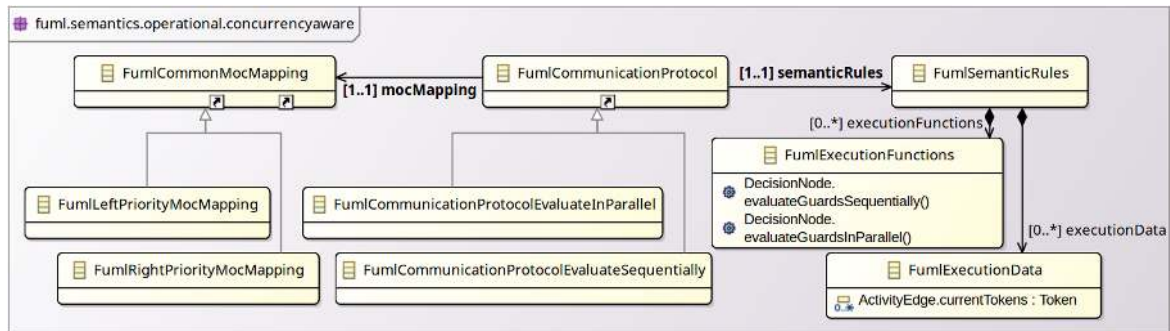 fuml.semantics.operational.concurrencyaware
FumlCommonMocMapping
FumlCommunicationProtocol
[1..1] semanticRules
FumlSemanticRules
[1..1] mocMapping
[0..*] executionFunctions
FumlExecutionFunctions
DecisionNode.
evaluateGuardsSequentially()
DecisionNode.
evaluateGuardsInParallel()
FumlLeftPriorityMocMapping
FumlCommunicationProtocolEvaluateInParallel
[0..*] executionData
FumlRightPriorityMocMapping
FumlCommunicationProtocolEvaluateSequentially
FumlExecutionData
0..* ActivityEdge.currentTokens : Token